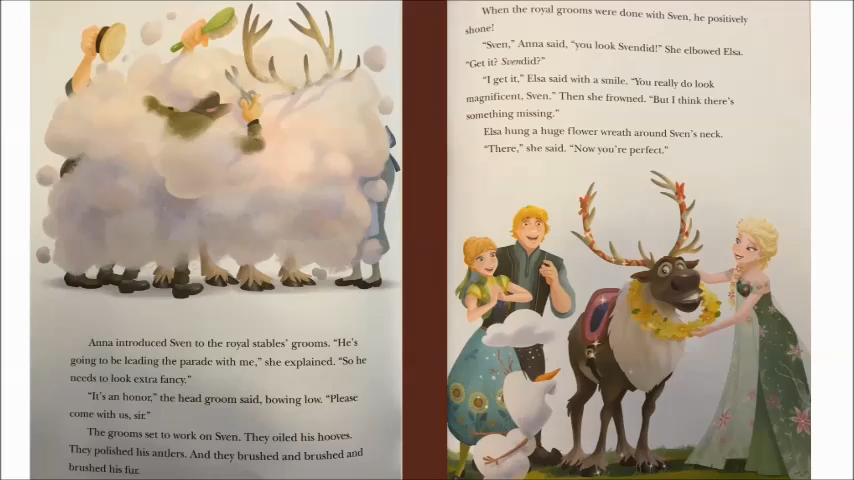 Anna introduced Sven to the royal stables' grooms. "He's
going to be leading the parade with me," she explained. "So he
needs to look extra fancy."
"It's an honor," the head groom said, bowing low. "Please
come with us, sir."
The grooms set to work on Sven. They oiled his hooves.
They polished his antlers. And they brushed and brushed and
brushed his fur.
When the royal grooms were done with Sven, he positively
shone!
"Sven," Anna said, "you look Svendid!" She elbowed Elsa.
"Get it? Svendid?"
"I get it," Elsa said with a smile. "You really do look
magnificent, Sven." Then she frowned. "But I think there's
something missing."
Elsa hung a huge flower wreath around Sven's neck.
"There," she said. "Now you're perfect."